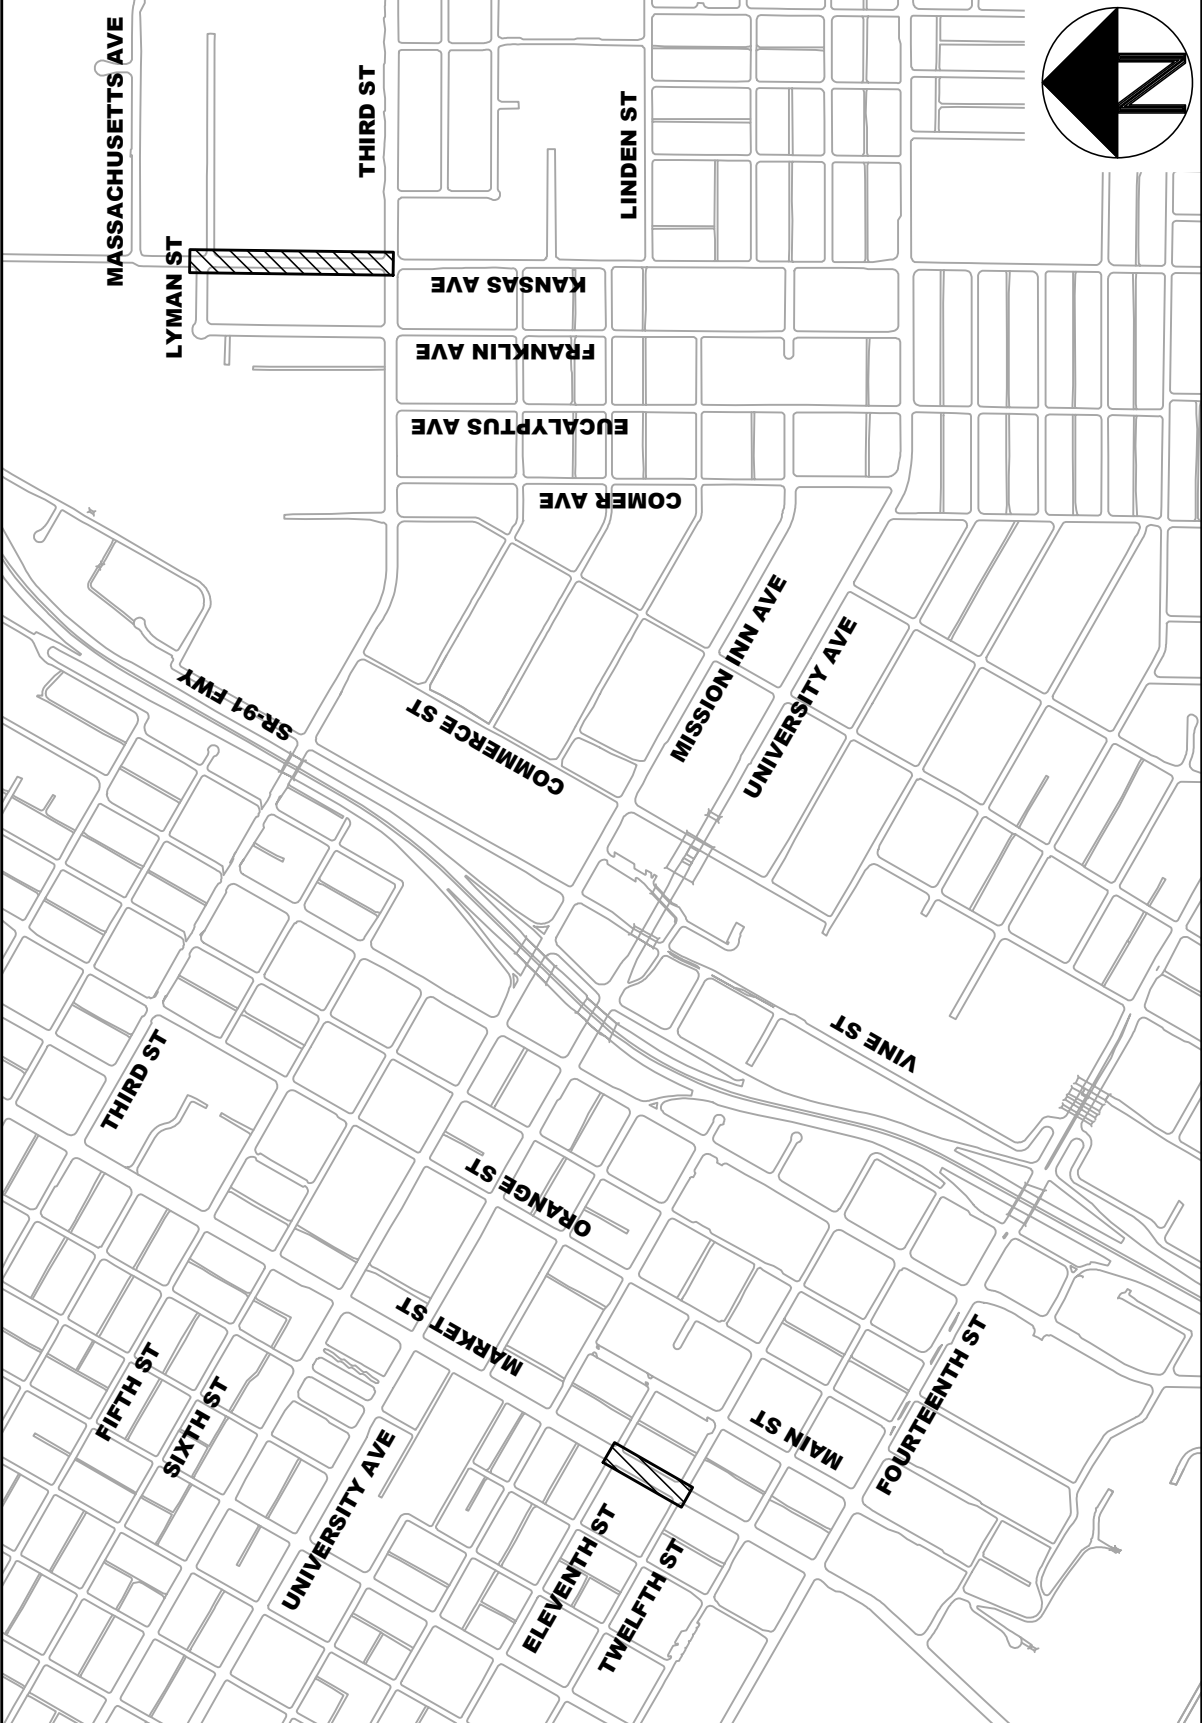 MASSACHUSETTS AVE
THIRD ST
LINDEN ST
N
LYMAN ST
KANSAS AVE
FRANKLIN AVE
EUCALYPTUS AVE
COMER AVE
MISSION INN AVE
UNIVERSITY AVE
SR-91 FWY
COMMERCE ST
VINE ST
THIRD ST
ORANGE ST
MARKET ST
FIFTH ST
SIXTH ST
UNIVERSITY AVE
MAIN ST
FOURTEENTH ST
ELEVENTH ST
TWELFTH ST